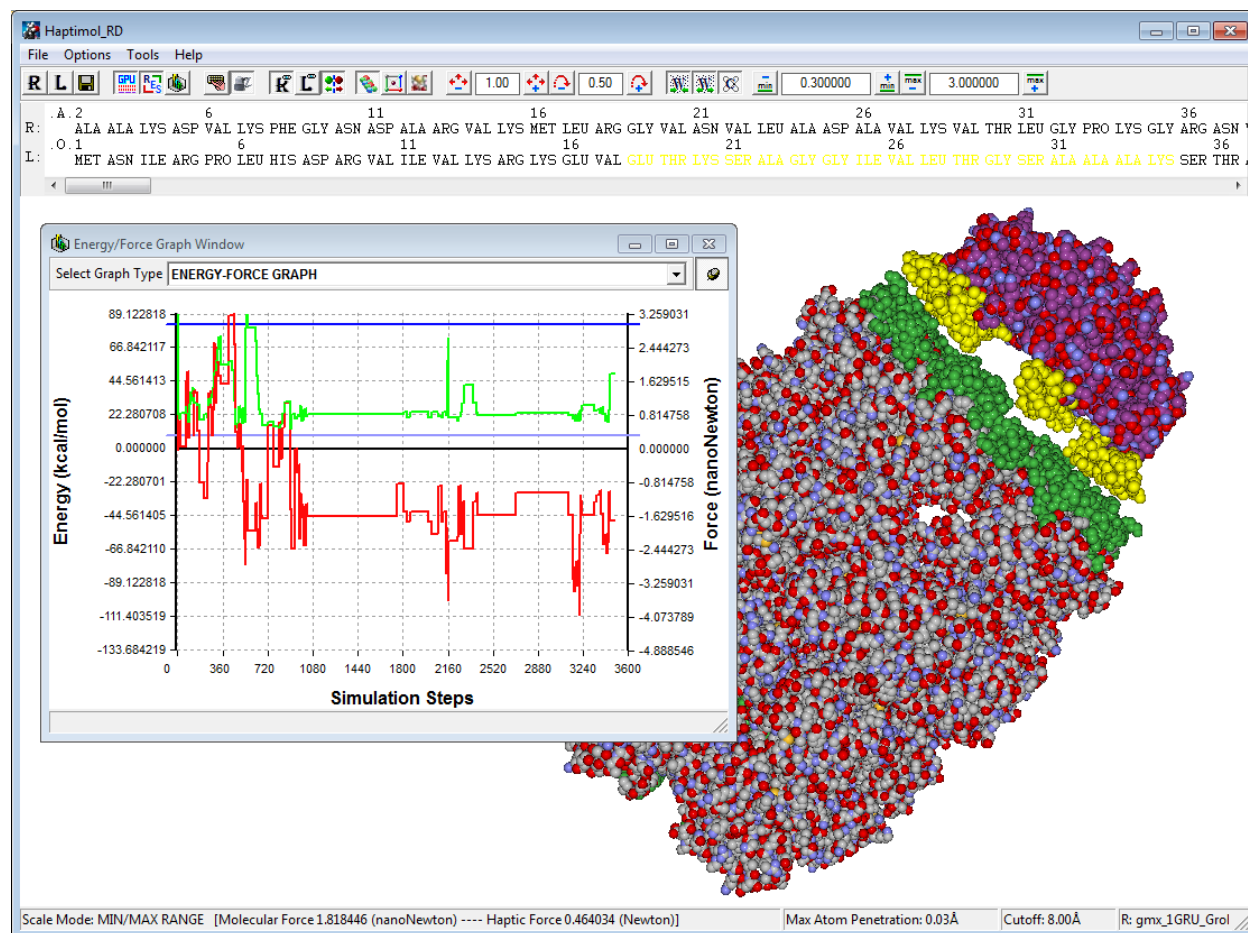 Haptimol_RD
File Options Tools Help
R L GPU RES K L 1.00 0.50 min 0.300000 min max 3.000000 max
.A.2 6 11 16 21 26 31 36
R: ALA ALA LYS ASP VAL LYS PHE GLY ASN ASP ALA ARG VAL LYS MET LEU ARG GLY VAL ASN VAL LEU ALA ASP ALA VAL LYS VAL THR LEU GLY PRO LYS GLY ARG ASN
.O.1 6 11 16 21 26 31 36
L: MET ASN ILE ARG PRO LEU HIS ASP ARG VAL ILE VAL LYS ARG LYS GLU VAL GLU THR LYS SER ALA GLY GLY ILE VAL LEU THR GLY SER ALA ALA ALA LYS SER THR
Energy/Force Graph Window
Select Graph Type ENERGY-FORCE GRAPH
89.122818 3.259031
66.842117 2.444273
44.561413 1.629515
22.280708 0.814758
0.000000 0.000000
-22.280701 -0.814758
-44.561405 -1.629516
-66.842110 -2.444273
-89.122818 -3.259031
-111.403519 -4.073789
-133.684219 -4.888546
Energy (kcal/mol)
Force (nanoNewton)
0 360 720 1080 1440 1800 2160 2520 2880 3240 3600
Simulation Steps
Scale Mode: MIN/MAX RANGE [Molecular Force 1.818446 (nanoNewton) ---- Haptic Force 0.464034 (Newton)] Max Atom Penetration: 0.03Å Cutoff: 8.00Å R: gmx_1GRU_Grol